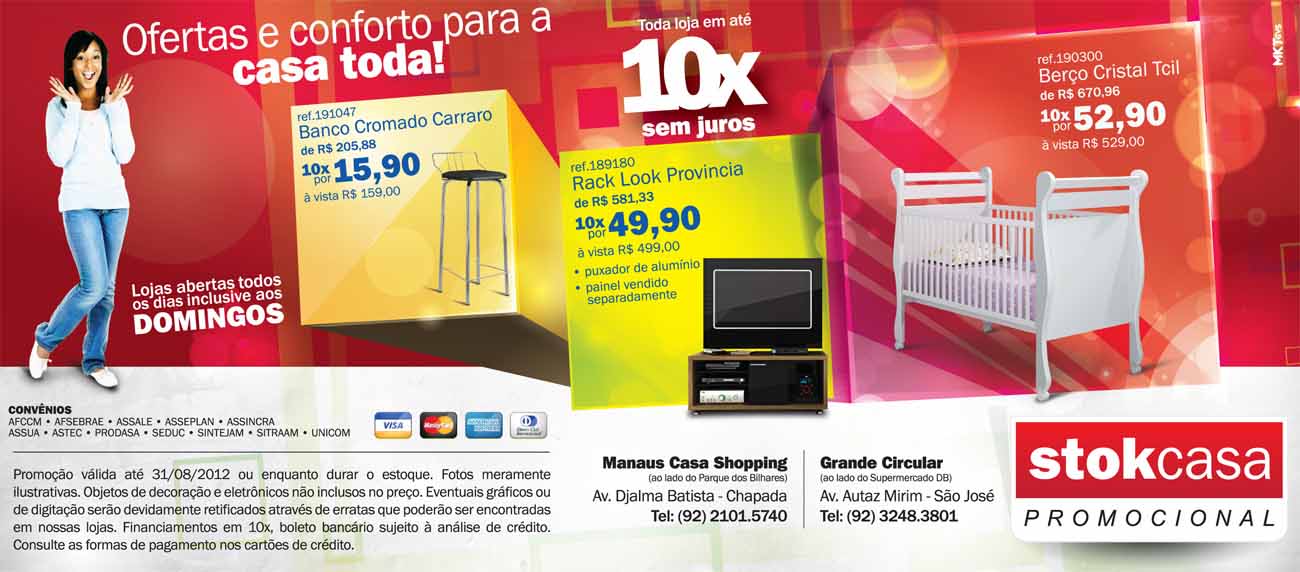 Ofertas e conforto para a
casa toda!
Toda loja em até
10x
sem juros
ref.191047
Banco Cromado Carraro
de R$ 205,88
10x por 15,90
à vista R$ 159,00
ref.189180
Rack Look Provincia
de R$ 581,33
10x por 49,90
à vista R$ 499,00
• puxador de alumínio
• painel vendido
separadamente
ref.190300
Berço Cristal Tcil
de R$ 670,96
10x por 52,90
à vista R$ 529,00
MKTcvs
Lojas abertas todos
os dias inclusive aos
DOMINGOS
CONVÊNIOS
AFCCM • AFSEBRAE • ASSALE • ASSEPLAN • ASSINCRA
ASSUA • ASTEC • PRODASA • SEDUC • SINTEJAM • SITRAAM • UNICOM
VISA
MasterCard
AMERICAN EXPRESS
Diners Club International
Promoção válida até 31/08/2012 ou enquanto durar o estoque. Fotos meramente
ilustrativas. Objetos de decoração e eletrônicos não inclusos no preço. Eventuais gráficos ou
de digitação serão devidamente retificados através de erratas que poderão ser encontradas
em nossas lojas. Financiamentos em 10x, boleto bancário sujeito à análise de crédito.
Consulte as formas de pagamento nos cartões de crédito.
Manaus Casa Shopping
(ao lado do Parque dos Bilhares)
Av. Djalma Batista - Chapada
Tel: (92) 2101.5740
Grande Circular
(ao lado do Supermercado DB)
Av. Autaz Mirim - São José
Tel: (92) 3248.3801
stokcasa
PROMOCIONAL